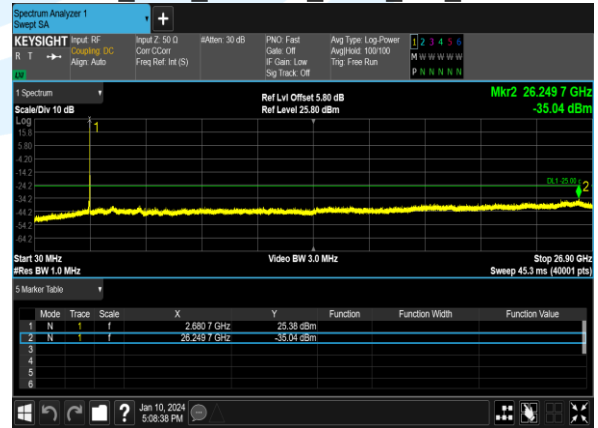 Spectrum Analyzer 1
Swept SA
+
KEYSIGHT
R T
LV
Input: RF
Coupling: DC
Align: Auto
Input Z: 50 Ω
Corr CCorr
Freq Ref: Int (S)
#Atten: 30 dB
PNO: Fast
Gate: Off
IF Gain: Low
Sig Track: Off
Avg Type: Log-Power
Avg|Hold: 100/100
Trig: Free Run
1 2 3 4 5 6
M W W W W W
P N N N N N
1 Spectrum
Scale/Div 10 dB
Ref Lvl Offset 5.80 dB
Ref Level 25.80 dBm
Mkr2 26.249 7 GHz
-35.04 dBm
Log
15.8
5.80
-4.20
-14.2
-24.2
-34.2
-44.2
-54.2
-64.2
1
DL1 -25.00
2
Start 30 MHz
#Res BW 1.0 MHz
Video BW 3.0 MHz
Stop 26.90 GHz
Sweep 45.3 ms (40001 pts)
5 Marker Table
Mode Trace Scale X Y Function Function Width Function Value
1 N 1 f 2.680 7 GHz 25.38 dBm
2 N 1 f 26.249 7 GHz -35.04 dBm
3
4
5
6
?
Jan 10, 2024
5:08:38 PM